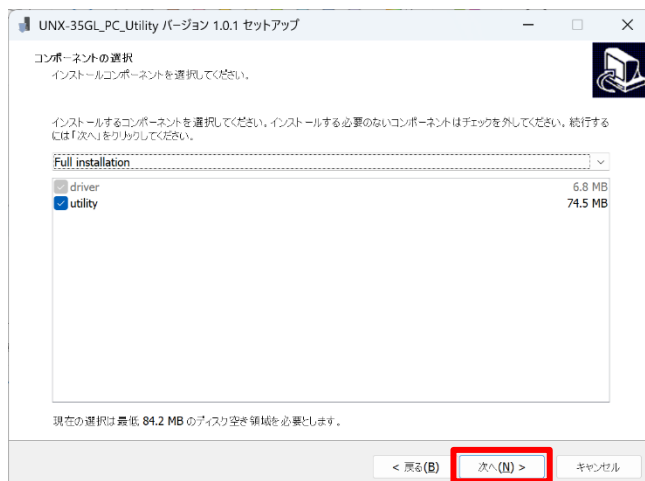 UNX-35GL_PC_Utility バージョン 1.0.1 セットアップ
コンポーネントの選択
インストールコンポーネントを選択してください。
インストールするコンポーネントを選択してください。インストールする必要のないコンポーネントはチェックを外してください。続行する
には「次へ」をクリックしてください。
Full installation
driver 6.8 MB
utility 74.5 MB
現在の選択は最低 84.2 MB のディスク空き領域を必要とします。
< 戻る(B) 次へ(N) > キャンセル